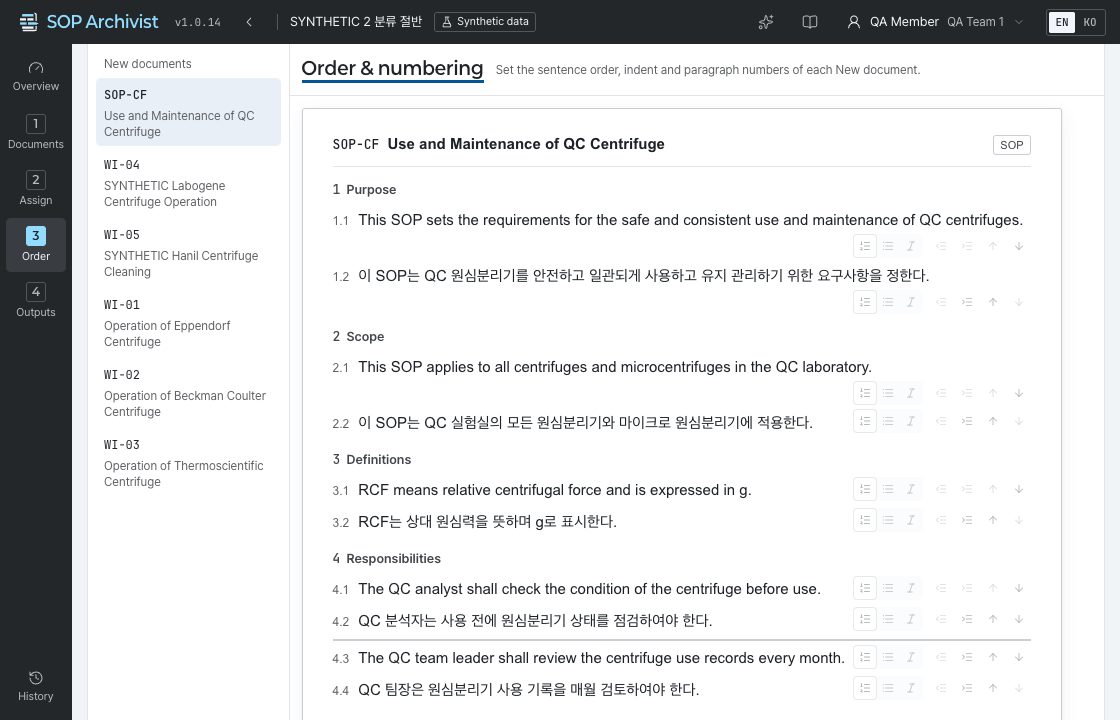 SOP Archivist v1.0.14 SYNTHETIC 2 분류 절반 Synthetic data QA Member QA Team 1 EN KO
Overview
1
Documents
2
Assign
3
Order
4
Outputs
History
New documents
SOP-CF
Use and Maintenance of QC
Centrifuge
WI-04
SYNTHETIC Labogene
Centrifuge Operation
WI-05
SYNTHETIC Hanil Centrifuge
Cleaning
WI-01
Operation of Eppendorf
Centrifuge
WI-02
Operation of Beckman Coulter
Centrifuge
WI-03
Operation of Thermoscientific
Centrifuge
Order & numbering Set the sentence order, indent and paragraph numbers of each New document.
SOP-CF Use and Maintenance of QC Centrifuge SOP
1 Purpose
1.1 This SOP sets the requirements for the safe and consistent use and maintenance of QC centrifuges.
1.2 이 SOP는 QC 원심분리기를 안전하고 일관되게 사용하고 유지 관리하기 위한 요구사항을 정한다.
2 Scope
2.1 This SOP applies to all centrifuges and microcentrifuges in the QC laboratory.
2.2 이 SOP는 QC 실험실의 모든 원심분리기와 마이크로 원심분리기에 적용한다.
3 Definitions
3.1 RCF means relative centrifugal force and is expressed in g.
3.2 RCF는 상대 원심력을 뜻하며 g로 표시한다.
4 Responsibilities
4.1 The QC analyst shall check the condition of the centrifuge before use.
4.2 QC 분석자는 사용 전에 원심분리기 상태를 점검하여야 한다.
4.3 The QC team leader shall review the centrifuge use records every month.
4.4 QC 팀장은 원심분리기 사용 기록을 매월 검토하여야 한다.